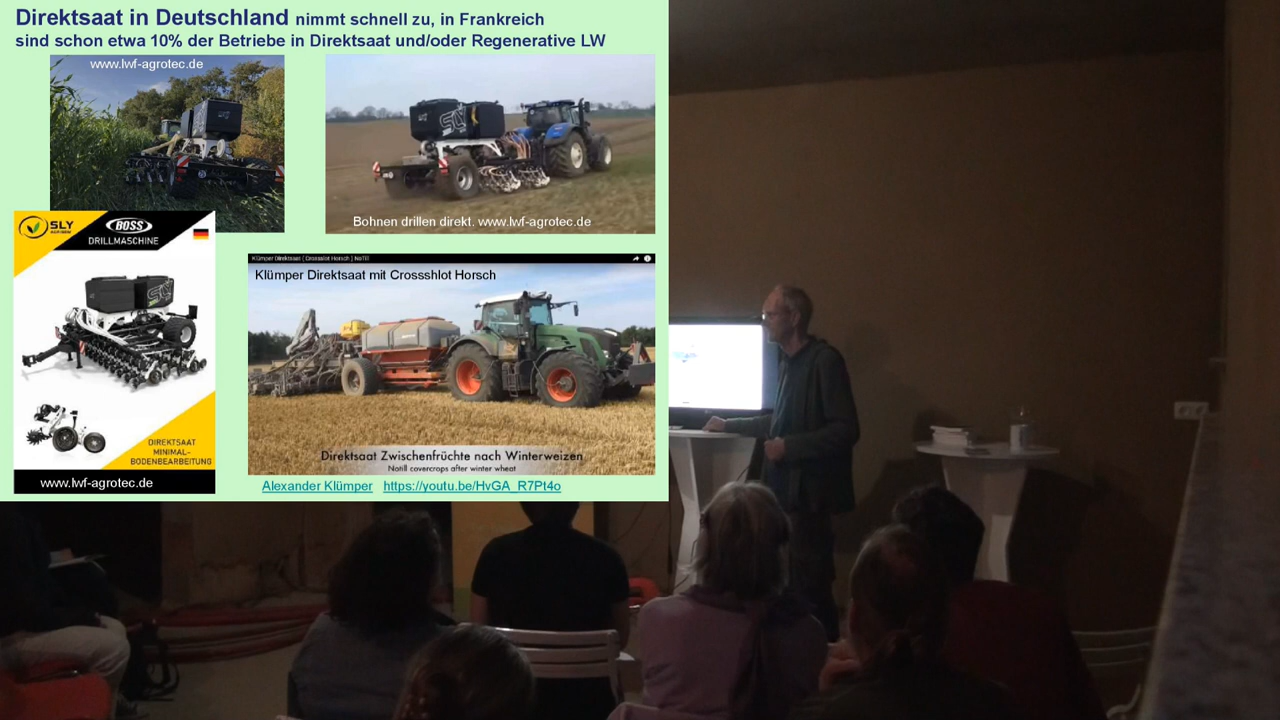 Direktsaat in Deutschland nimmt schnell zu, in Frankreich
sind schon etwa 10% der Betriebe in Direktsaat und/oder Regenerative LW
www.lwf-agrotec.de
Bohnen drillen direkt. www.lwf-agrotec.de
SLY
BOSS
DRILLMASCHINE
SLY
DIREKTSAAT
MINIMAL-
BODENBEARBEITUNG
www.lwf-agrotec.de
Klümper Direktsaat [ Crossslot Horsch ] NoTill
Klümper Direktsaat mit Crossshlot Horsch
Direktsaat Zwischenfrüchte nach Winterweizen
Notill covercrops after winter wheat
Alexander Klümper https://youtu.be/HvGA_R7Pt4o